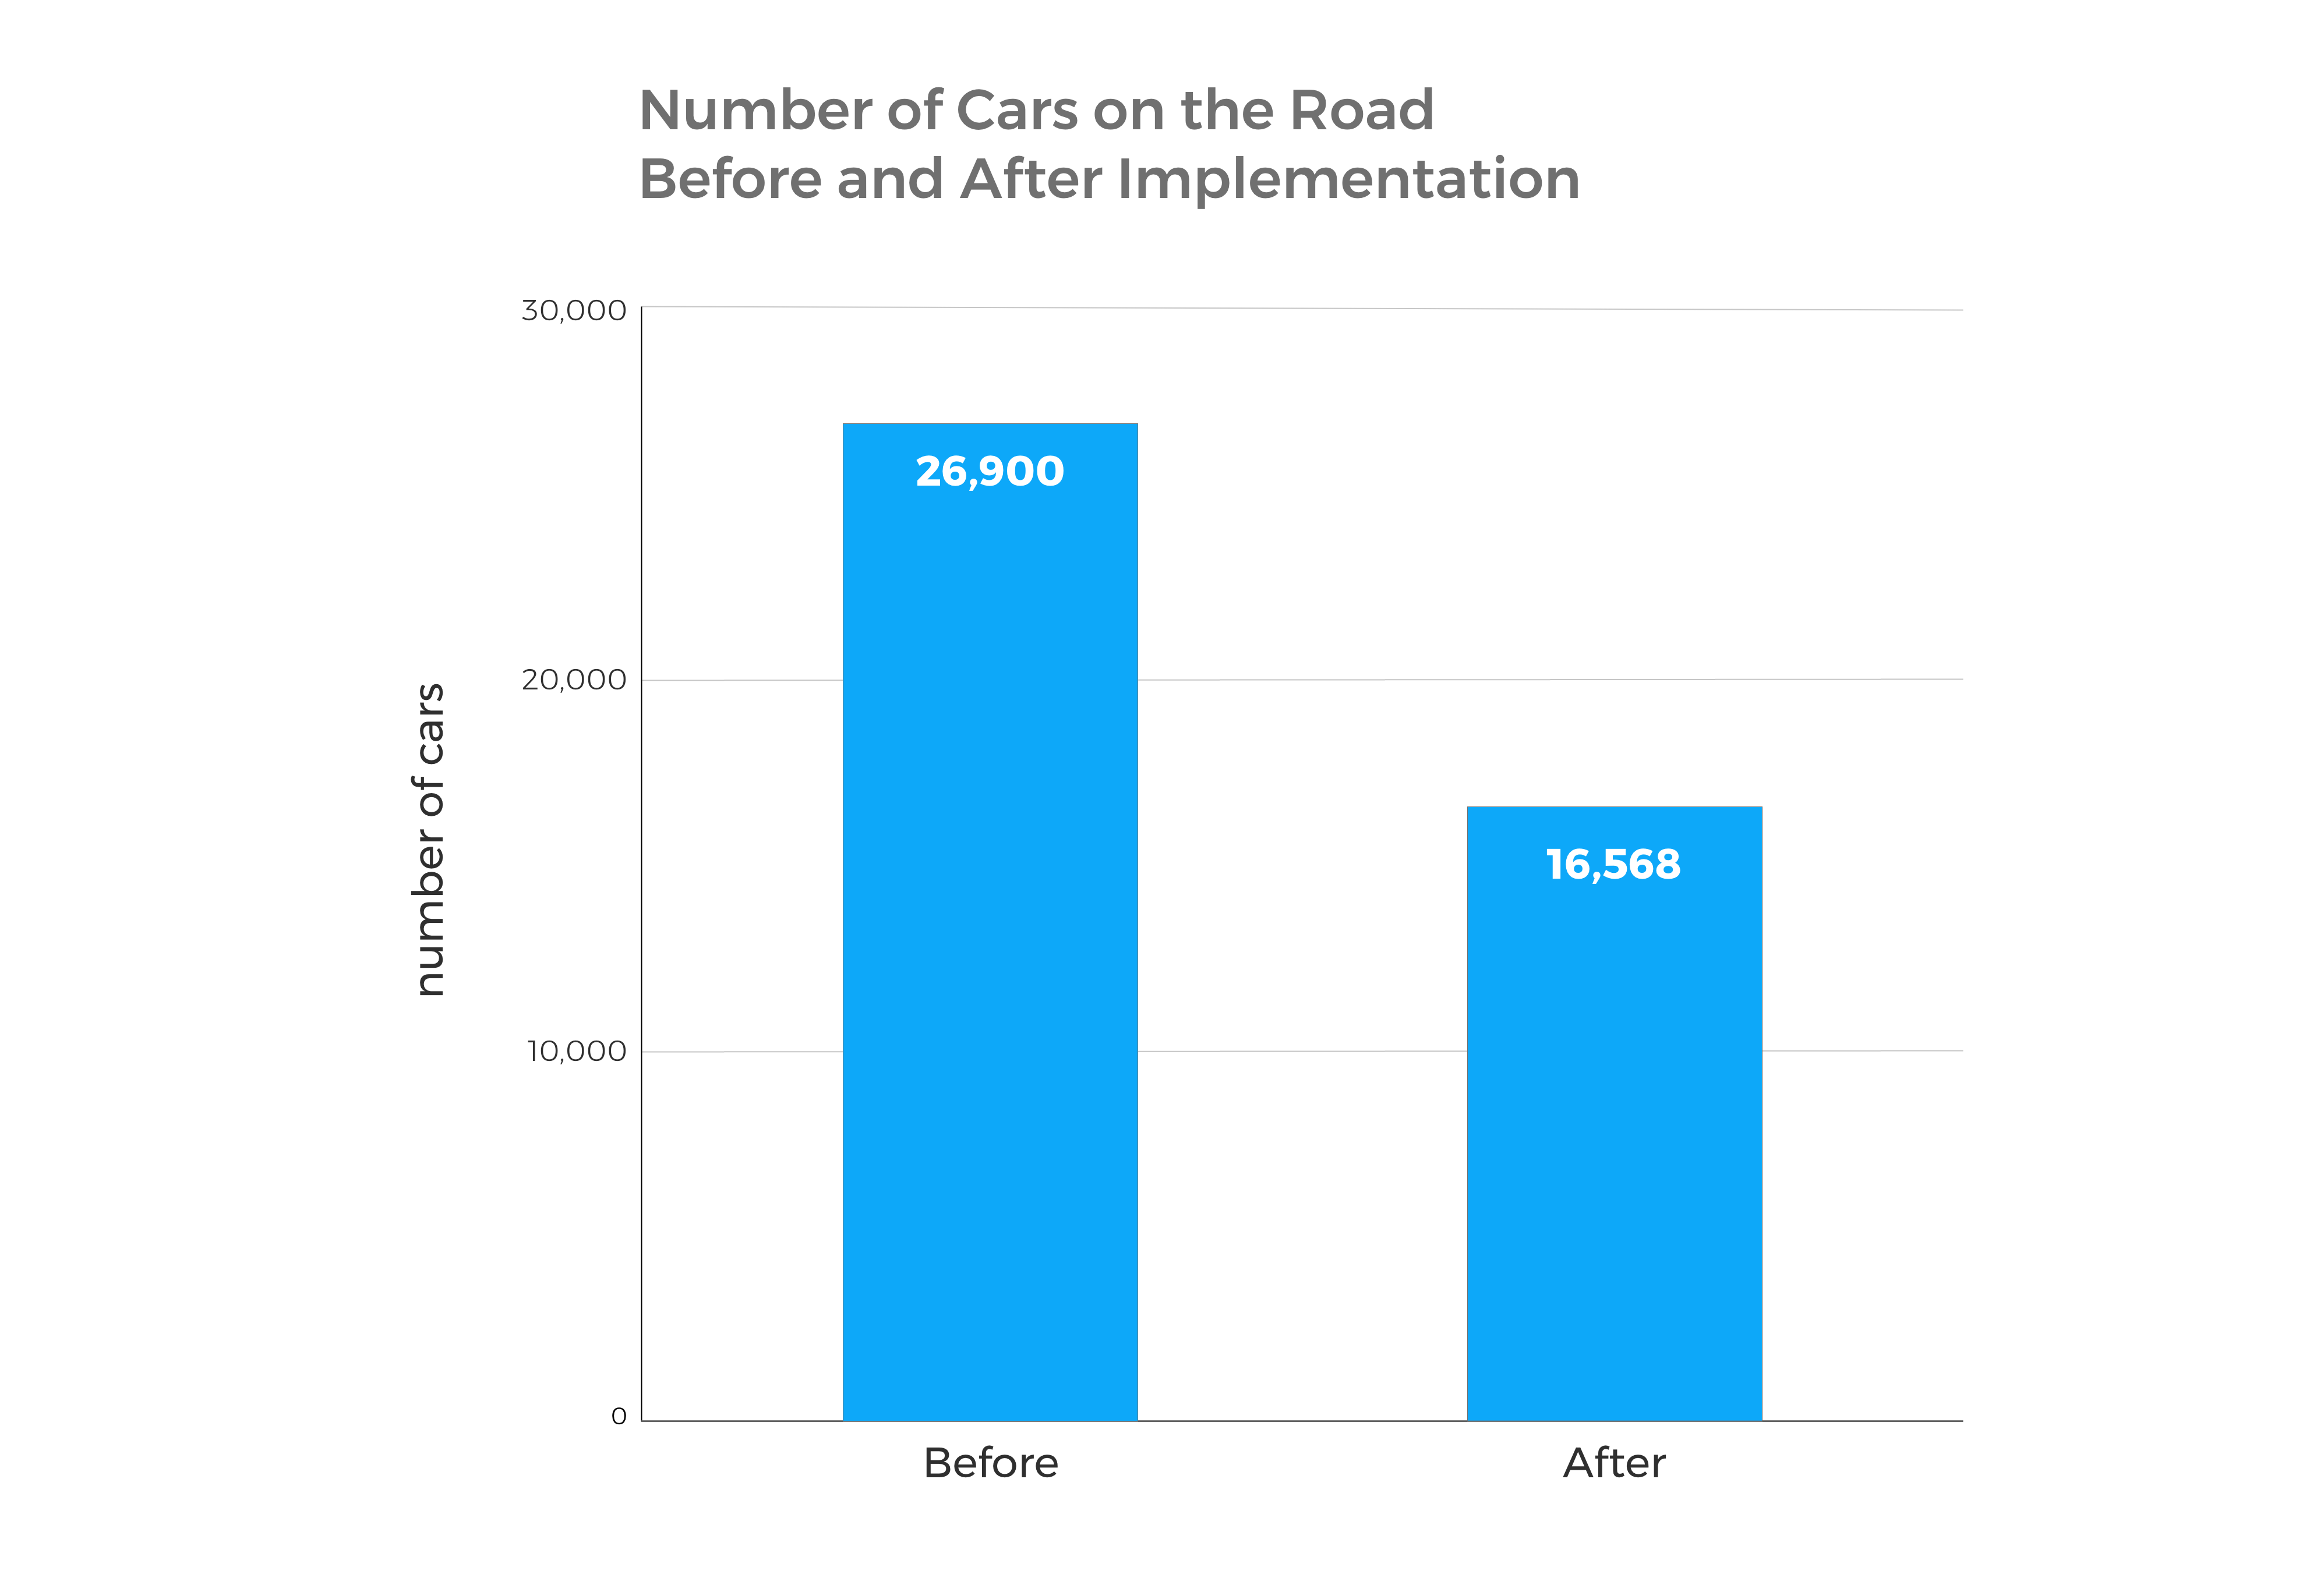 Number of Cars on the Road
Before and After Implementation
30,000
26,900
20,000
number of cars
16,568
10,000
0
Before
After